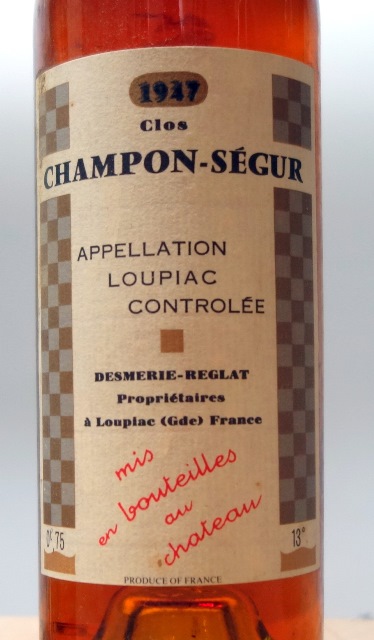 1947
Clos
CHAMPON-SÉGUR
APPELLATION
LOUPIAC
CONTROLÉE
DESMERIE-REGLAT
Propriétaires
à Loupiac (Gde) France
mis
en bouteilles
au
chateau
0ˡ 75
13°
PRODUCE OF FRANCE